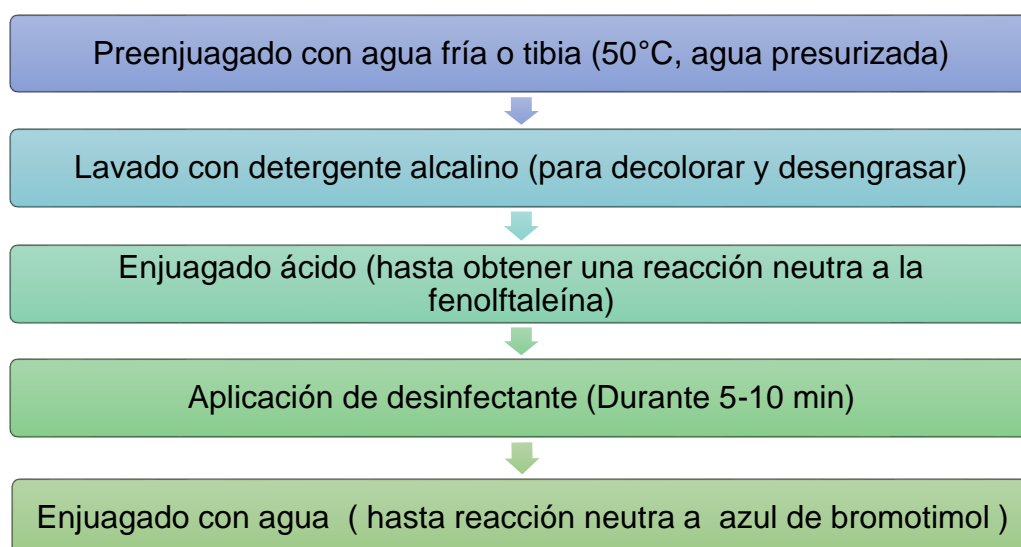 Preenjuagado con agua fría o tibia (50°C, agua presurizada)
Lavado con detergente alcalino (para decolorar y desengrasar)
Enjuagado ácido (hasta obtener una reacción neutra a la
fenolftaleína)
Aplicación de desinfectante (Durante 5-10 min)
Enjuagado con agua ( hasta reacción neutra a azul de bromotimol )